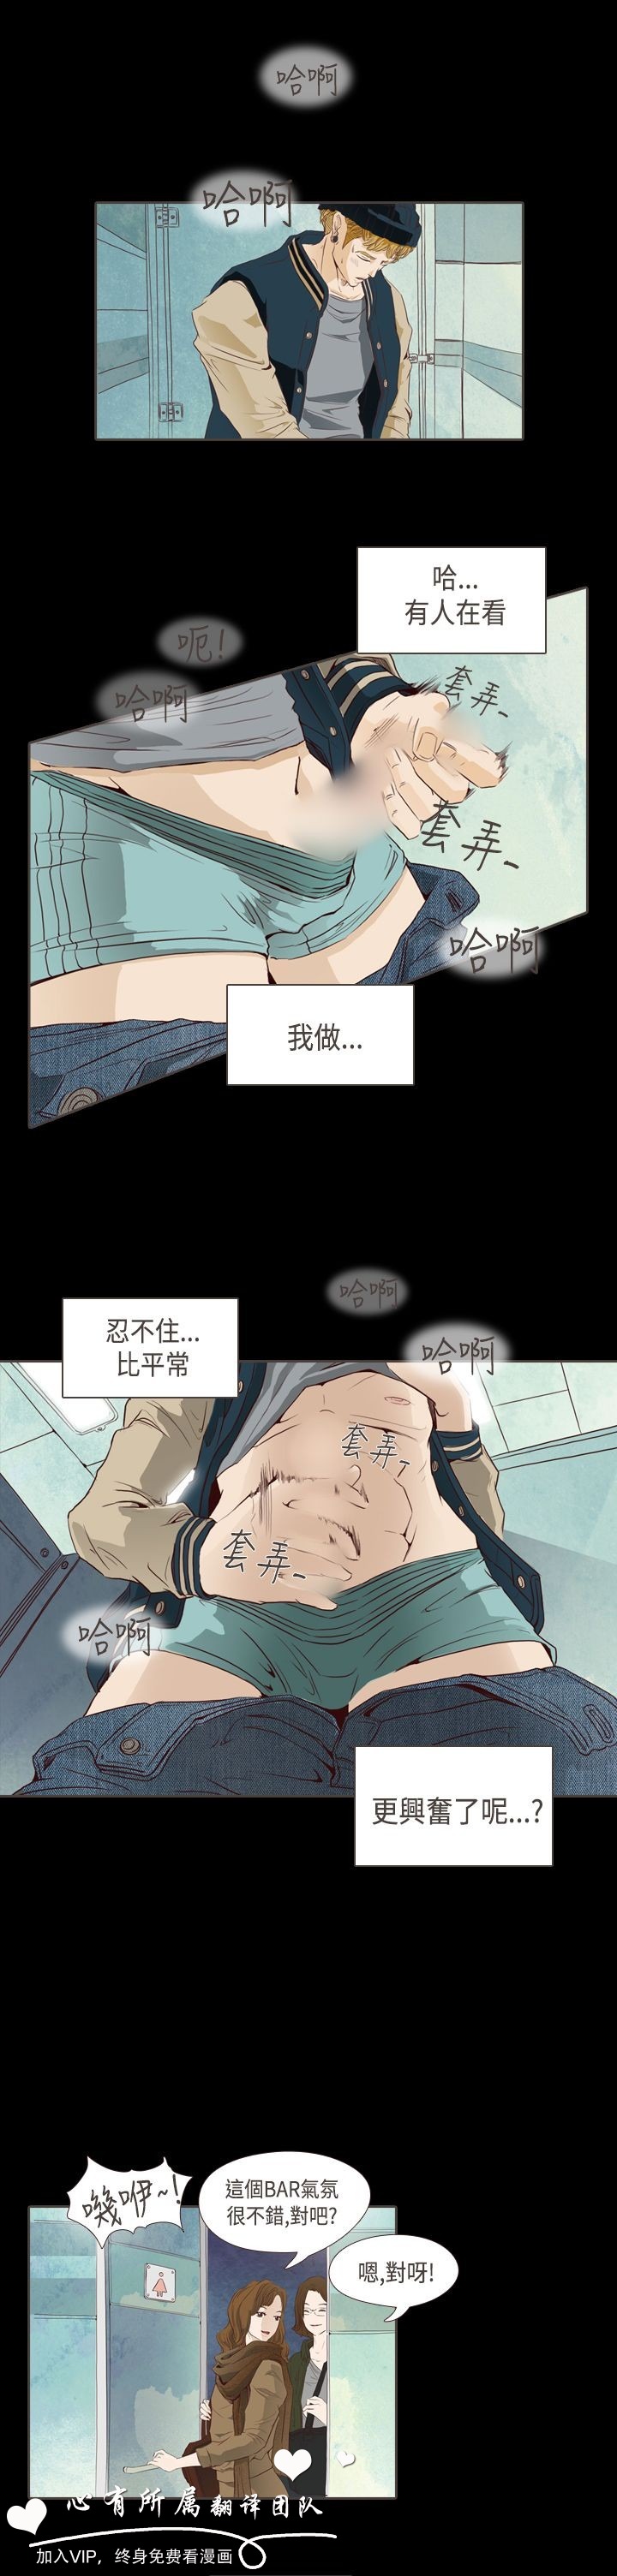 哈啊
哈啊
哈...
有人在看
呃!
哈啊
套弄-
套弄-
哈啊
我做...
哈啊
忍不住...
比平常
哈啊
套弄-
套弄-
哈啊
更興奮了呢...?
嘰咿~!
這個BAR氣氛
很不錯,對吧?
嗯,對呀!
心有所属翻译团队
加入VIP，终身免费看漫画